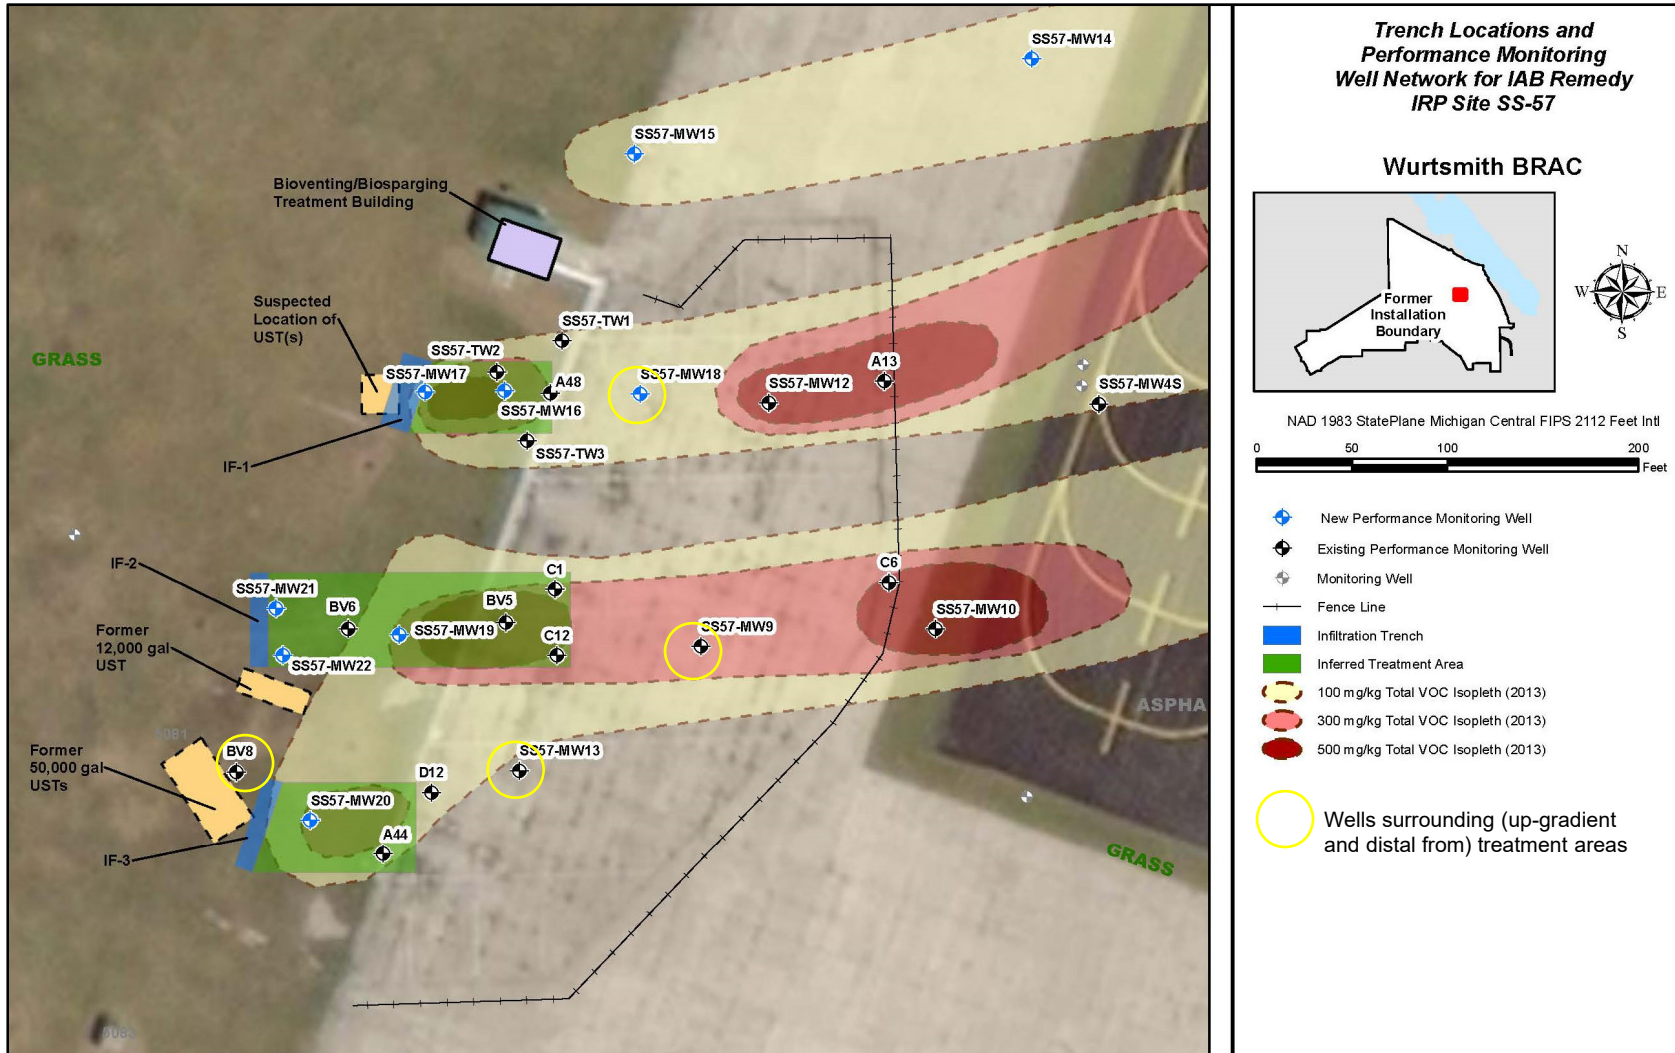 Trench Locations and
Performance Monitoring
Well Network for IAB Remedy
IRP Site SS-57
Wurtsmith BRAC
Former
Installation
Boundary
N
W
E
S
NAD 1983 StatePlane Michigan Central FIPS 2112 Feet Intl
0 50 100 200
Feet
New Performance Monitoring Well
Existing Performance Monitoring Well
Monitoring Well
Fence Line
Infiltration Trench
Inferred Treatment Area
100 mg/kg Total VOC Isopleth (2013)
300 mg/kg Total VOC Isopleth (2013)
500 mg/kg Total VOC Isopleth (2013)
Wells surrounding (up-gradient
and distal from) treatment areas
SS57-MW14
SS57-MW15
Bioventing/Biosparging
Treatment Building
Suspected
Location of
UST(s)
GRASS
SS57-TW1
SS57-TW2
SS57-MW17
A48
SS57-MW18
A13
SS57-MW12
SS57-MW4S
SS57-MW16
SS57-TW3
IF-1
IF-2
SS57-MW21
BV6
C1
BV5
C6
SS57-MW19
SS57-MW9
SS57-MW10
Former
12,000 gal
UST
C12
SS57-MW22
ASPHA
5081
BV8
Former
50,000 gal
USTs
SS57-MW13
D12
SS57-MW20
A44
IF-3
GRASS